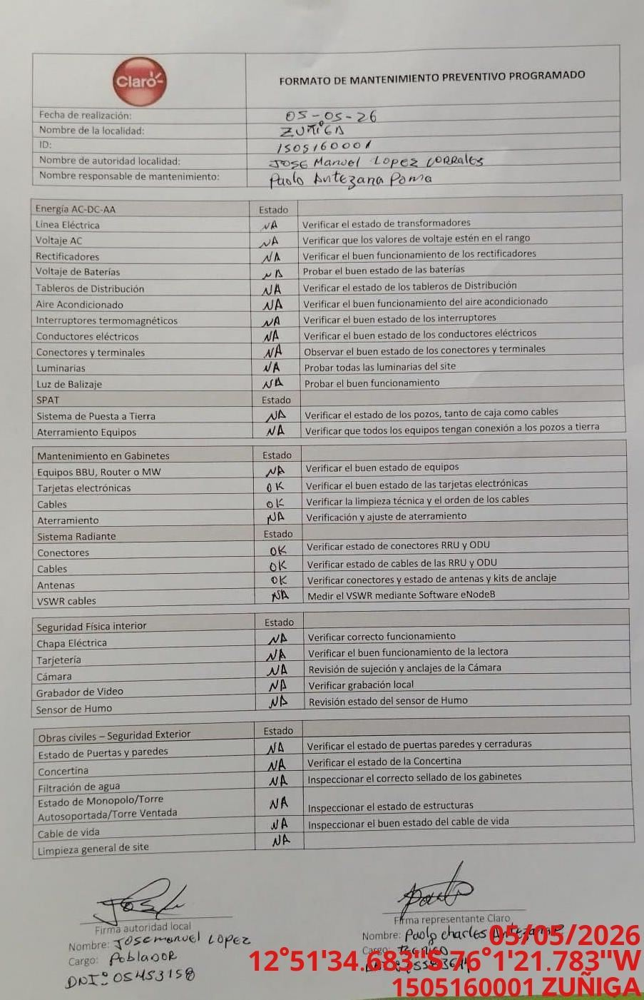 Claro
FORMATO DE MANTENIMIENTO PREVENTIVO PROGRAMADO
Fecha de realización: 05-05-26
Nombre de la localidad: ZUÑIGA
ID: 1505160001
Nombre de autoridad localidad: JOSE Manuel LOPEZ CORRALES
Nombre responsable de mantenimiento: Paolo Antezana Poma
Energía AC-DC-AA Estado
Línea Eléctrica NA Verificar el estado de transformadores
Voltaje AC NA Verificar que los valores de voltaje estén en el rango
Rectificadores NA Verificar el buen funcionamiento de los rectificadores
Voltaje de Baterías NA Probar el buen estado de las baterías
Tableros de Distribución NA Verificar el estado de los tableros de Distribución
Aire Acondicionado NA Verificar el buen funcionamiento del aire acondicionado
Interruptores termomagnéticos NA Verificar el buen estado de los interruptores
Conductores eléctricos NA Verificar el buen estado de los conductores eléctricos
Conectores y terminales NA Observar el buen estado de los conectores y terminales
Luminarias NA Probar todas las luminarias del site
Luz de Balizaje NA Probar el buen funcionamiento
SPAT Estado
Sistema de Puesta a Tierra NA Verificar el estado de los pozos, tanto de caja como cables
Aterramiento Equipos NA Verificar que todos los equipos tengan conexión a los pozos a tierra
Mantenimiento en Gabinetes Estado
Equipos BBU, Router o MW NA Verificar el buen estado de equipos
Tarjetas electrónicas OK Verificar el buen estado de las tarjetas electrónicas
Cables OK Verificar la limpieza técnica y el orden de los cables
Aterramiento NA Verificación y ajuste de aterramiento
Sistema Radiante Estado
Conectores OK Verificar estado de conectores RRU y ODU
Cables OK Verificar estado de cables de las RRU y ODU
Antenas OK Verificar conectores y estado de antenas y kits de anclaje
VSWR cables NA Medir el VSWR mediante Software eNodeB
Seguridad Física interior Estado
Chapa Eléctrica NA Verificar correcto funcionamiento
Tarjetería NA Verificar el buen funcionamiento de la lectora
Cámara NA Revisión de sujeción y anclajes de la Cámara
Grabador de Video NA Verificar grabación local
Sensor de Humo NA Revisión estado del sensor de Humo
Obras civiles – Seguridad Exterior Estado
Estado de Puertas y paredes NA Verificar el estado de puertas paredes y cerraduras
Concertina NA Verificar el estado de la Concertina
Filtración de agua NA Inspeccionar el correcto sellado de los gabinetes
Estado de Monopolo/Torre
Autosoportada/Torre Ventada NA Inspeccionar el estado de estructuras
Cable de vida NA Inspeccionar el buen estado del cable de vida
Limpieza general de site NA
Firma autoridad local
Nombre: JOSE manuel LOPEZ
Cargo: Poblador
DNI: 05453158
Firma representante Claro
Nombre: Paolo charles Antezana
Cargo: Tecnico
05/05/2026
12°51'34.683''S 76°1'21.783''W
1505160001 ZUÑIGA